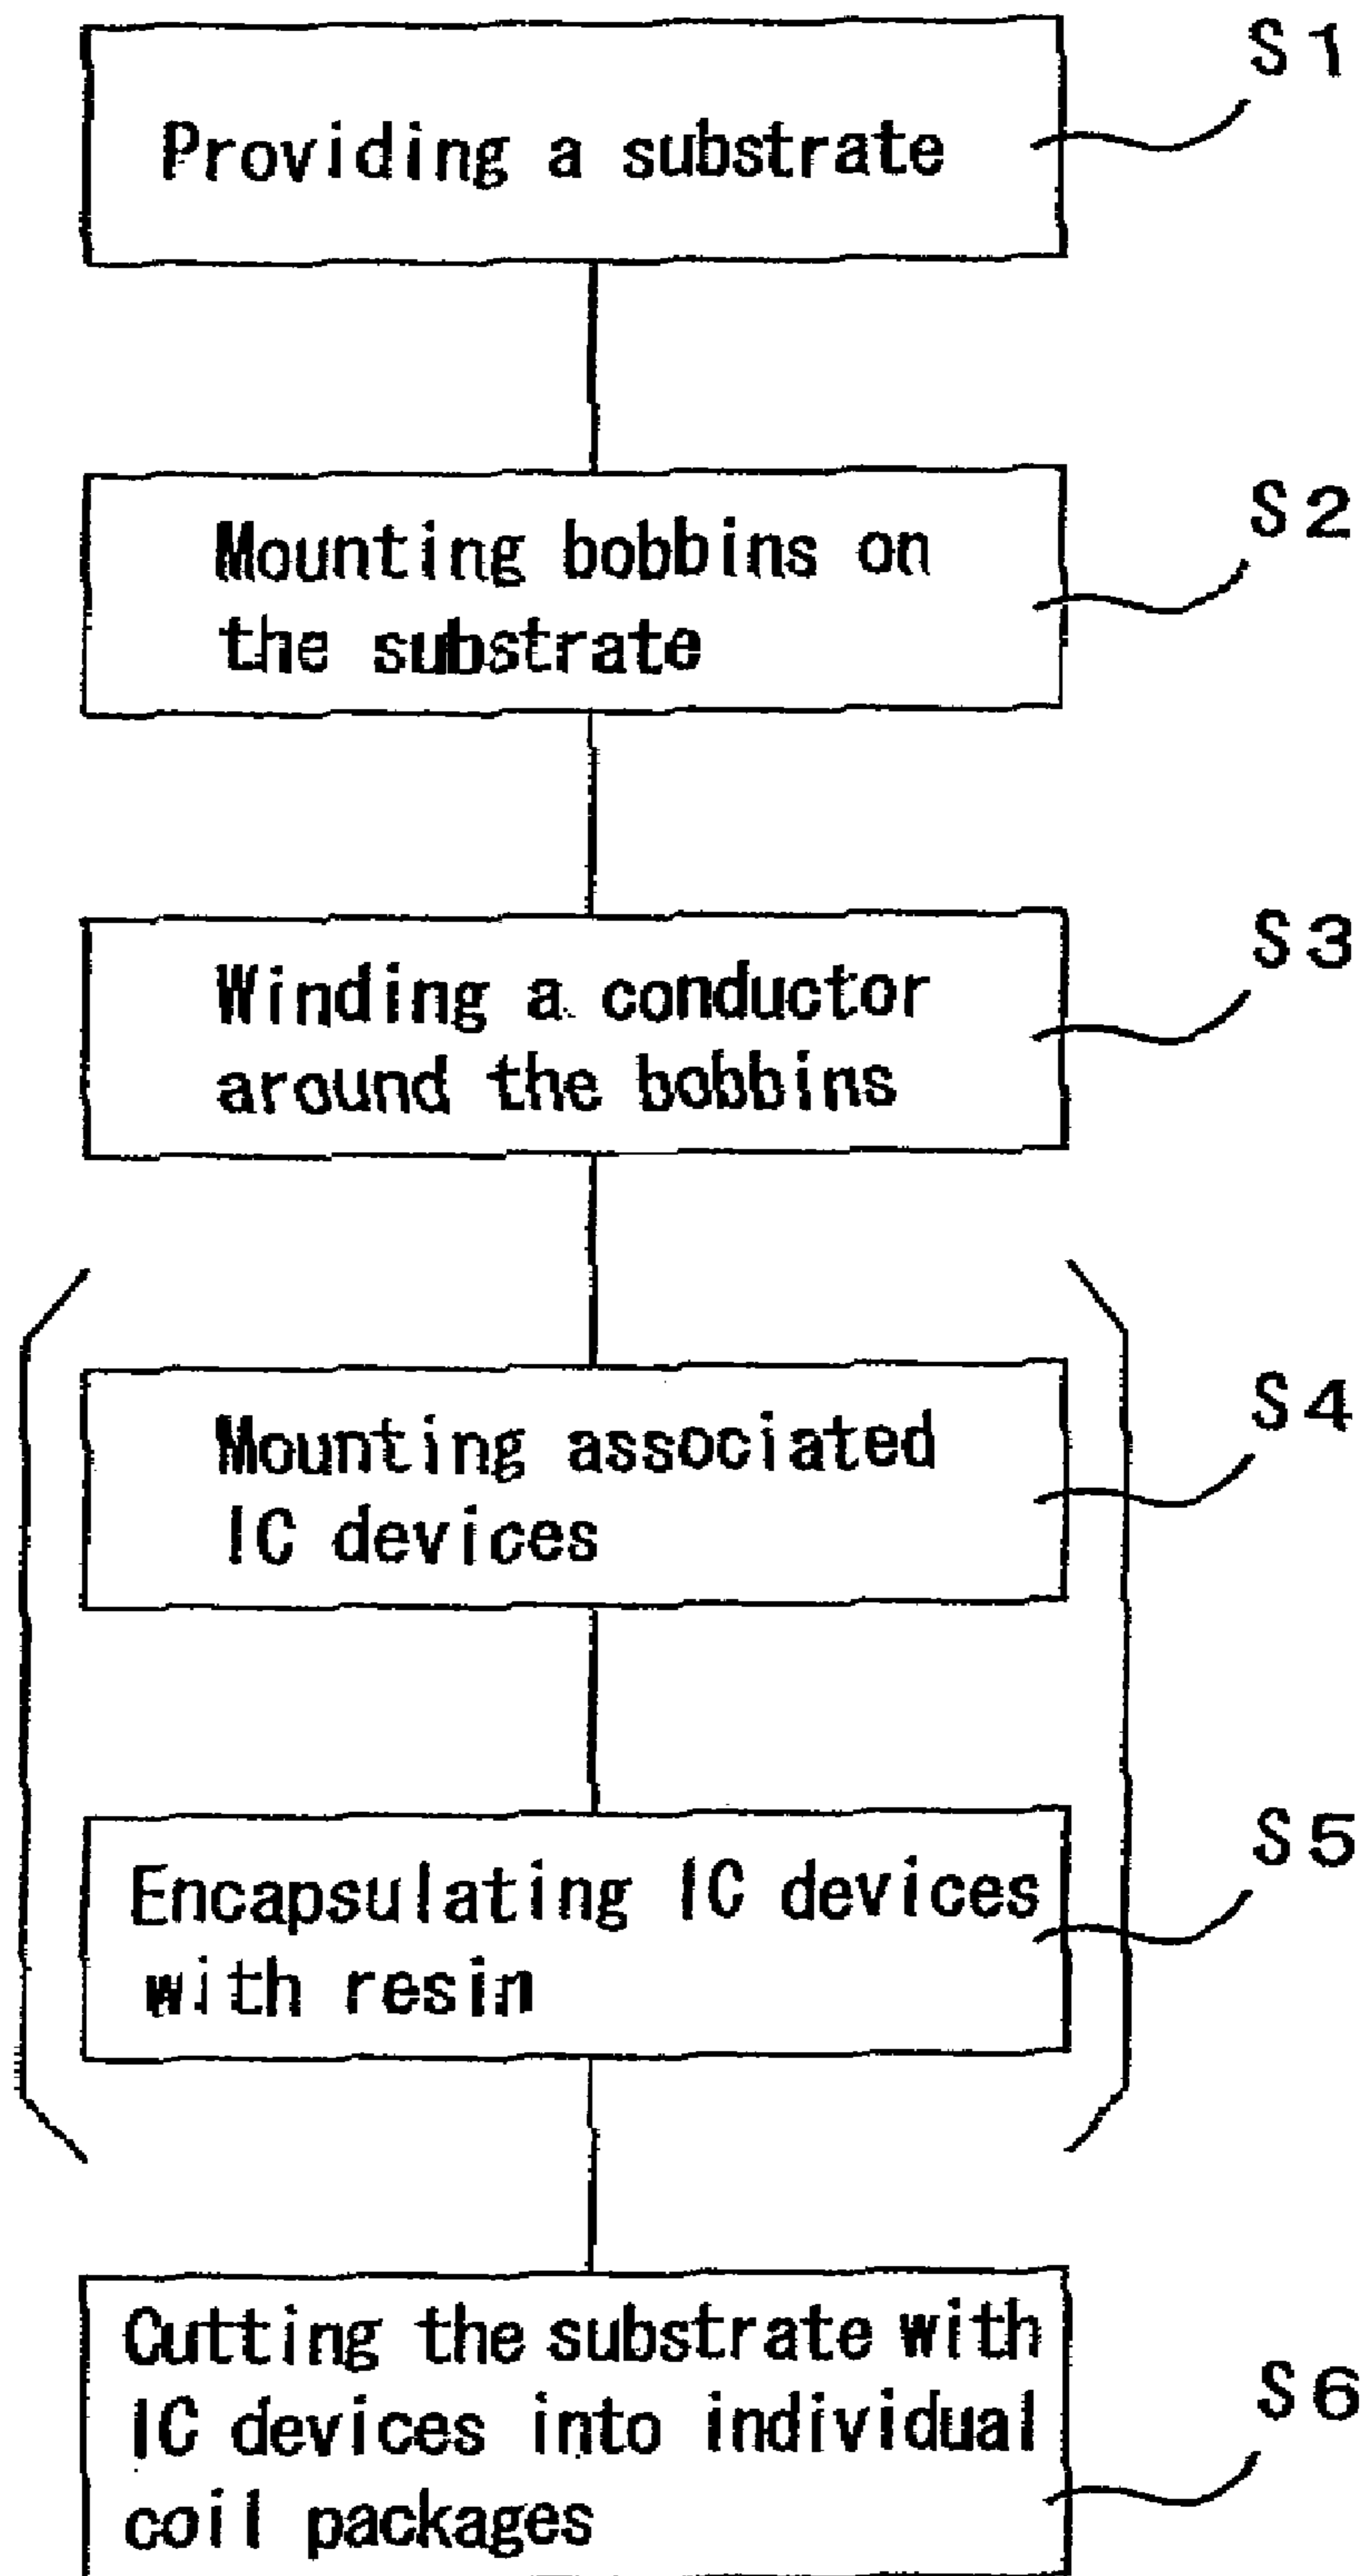 Providing a substrate
S1
Mounting bobbins on
the substrate
S2
Winding a conductor
around the bobbins
S3
Mounting associated
IC devices
S4
Encapsulating IC devices
with resin
S5
Cutting the substrate with
IC devices into individual
coil packages
S6